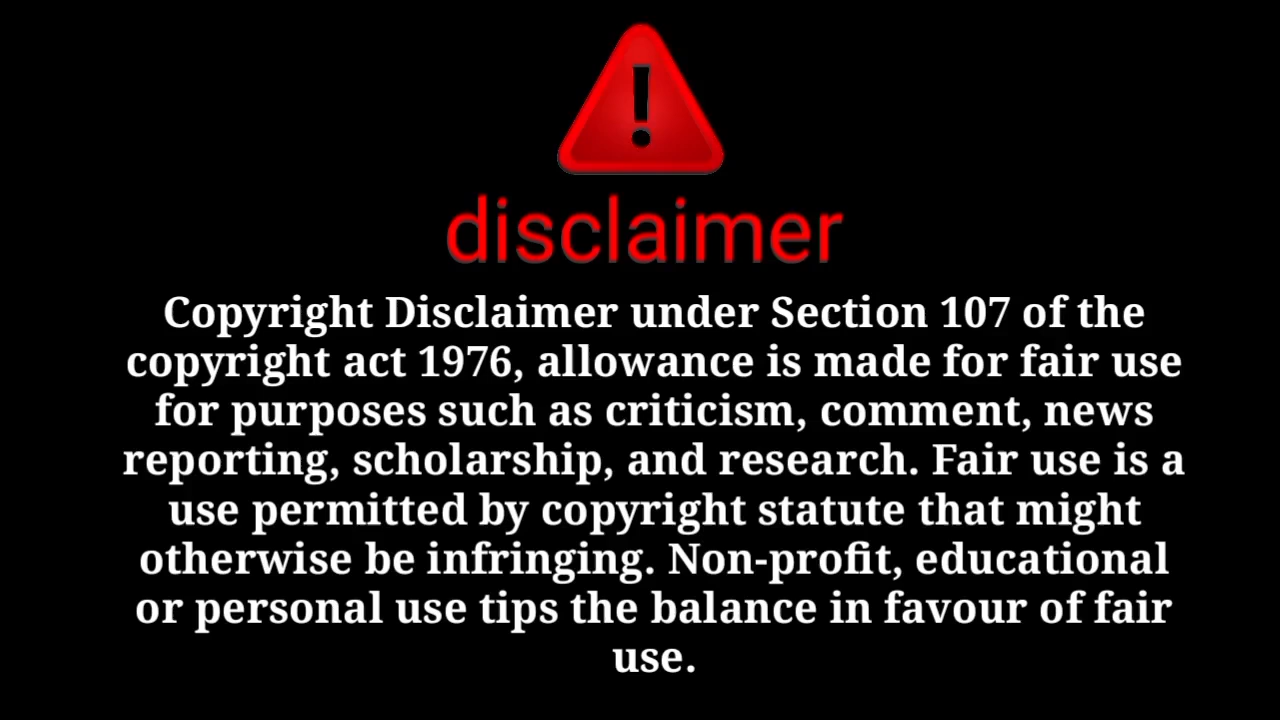 !
disclaimer
Copyright Disclaimer under Section 107 of the
copyright act 1976, allowance is made for fair use
for purposes such as criticism, comment, news
reporting, scholarship, and research. Fair use is a
use permitted by copyright statute that might
otherwise be infringing. Non-profit, educational
or personal use tips the balance in favour of fair
use.